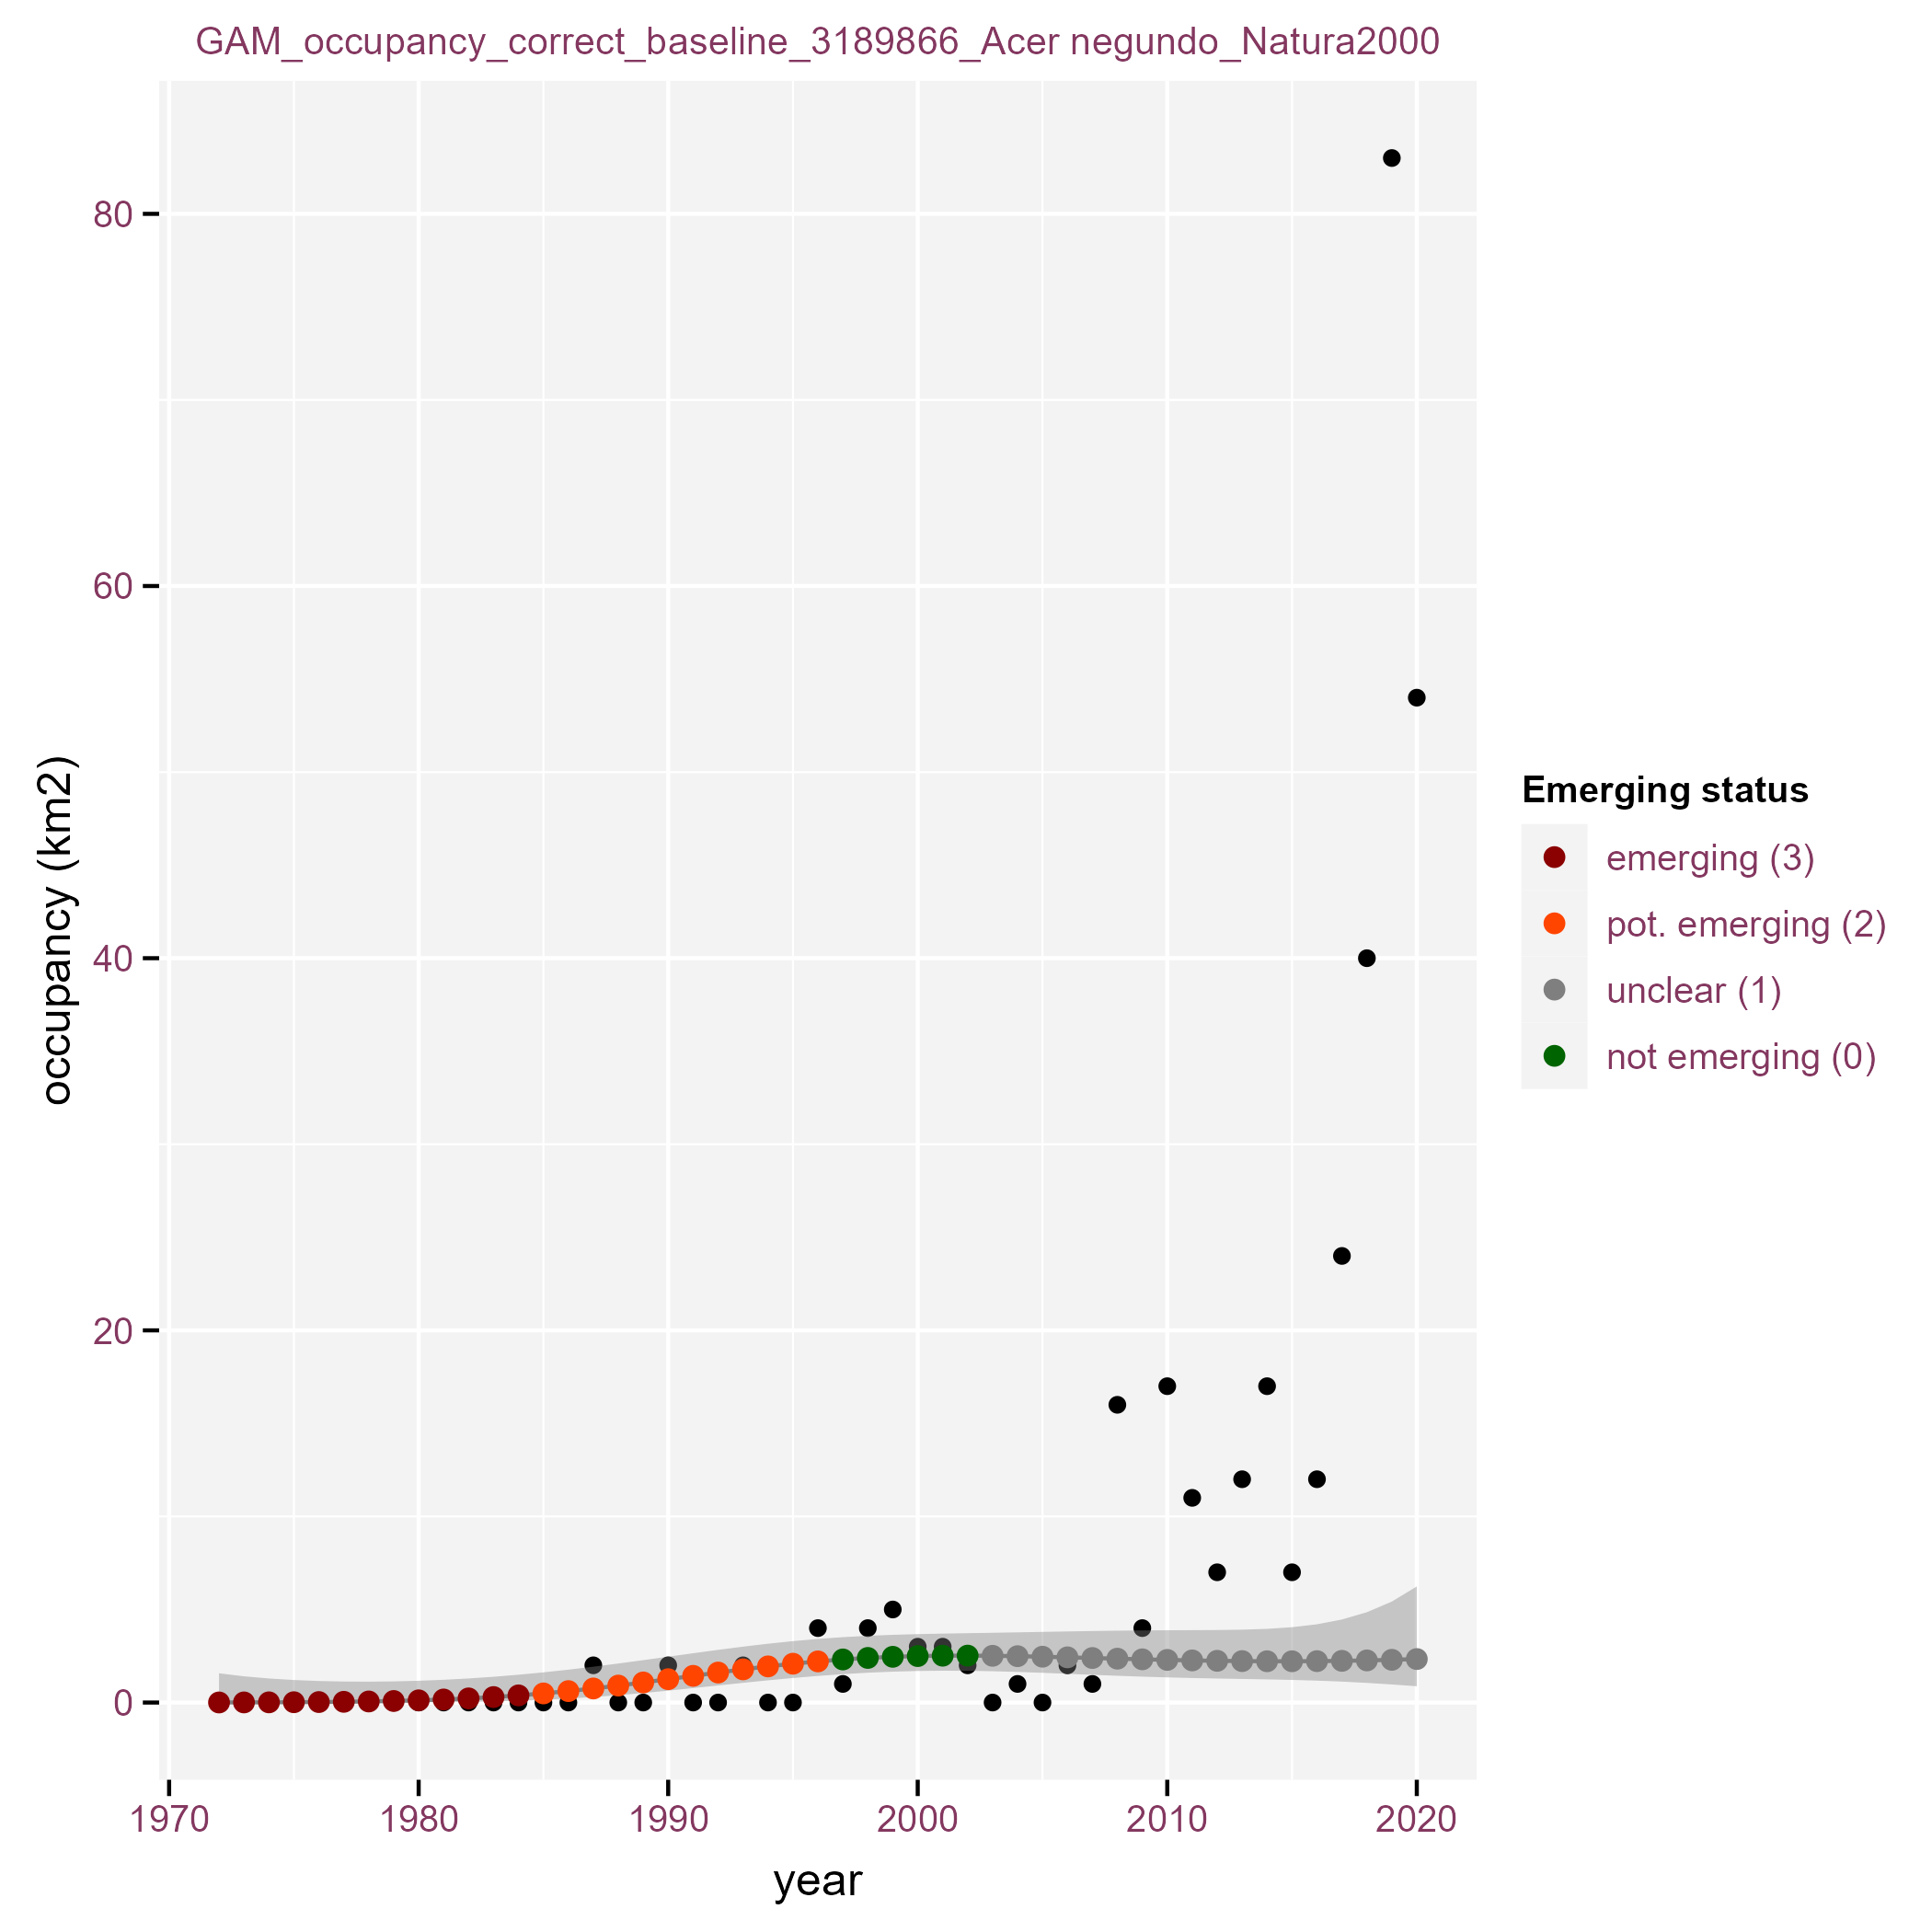 GAM_occupancy_correct_baseline_3189866_Acer negundo_Natura2000
80
60
40
20
0
occupancy (km2)
1970 1980 1990 2000 2010 2020
year
Emerging status
emerging (3)
pot. emerging (2)
unclear (1)
not emerging (0)